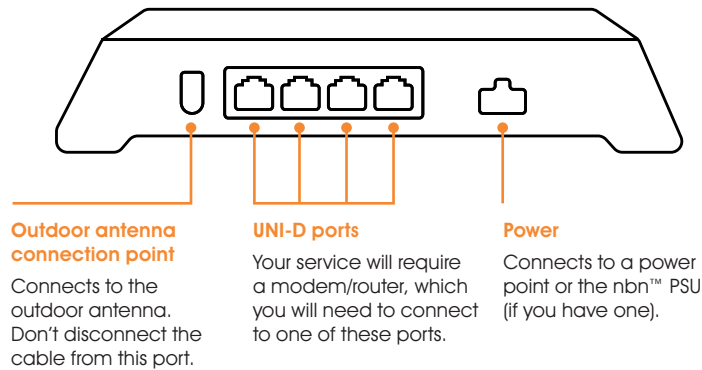 Outdoor antenna
connection point
Connects to the
outdoor antenna.
Don't disconnect the
cable from this port.
UNI-D ports
Your service will require
a modem/router, which
you will need to connect
to one of these ports.
Power
Connects to a power
point or the nbn™ PSU
(if you have one).